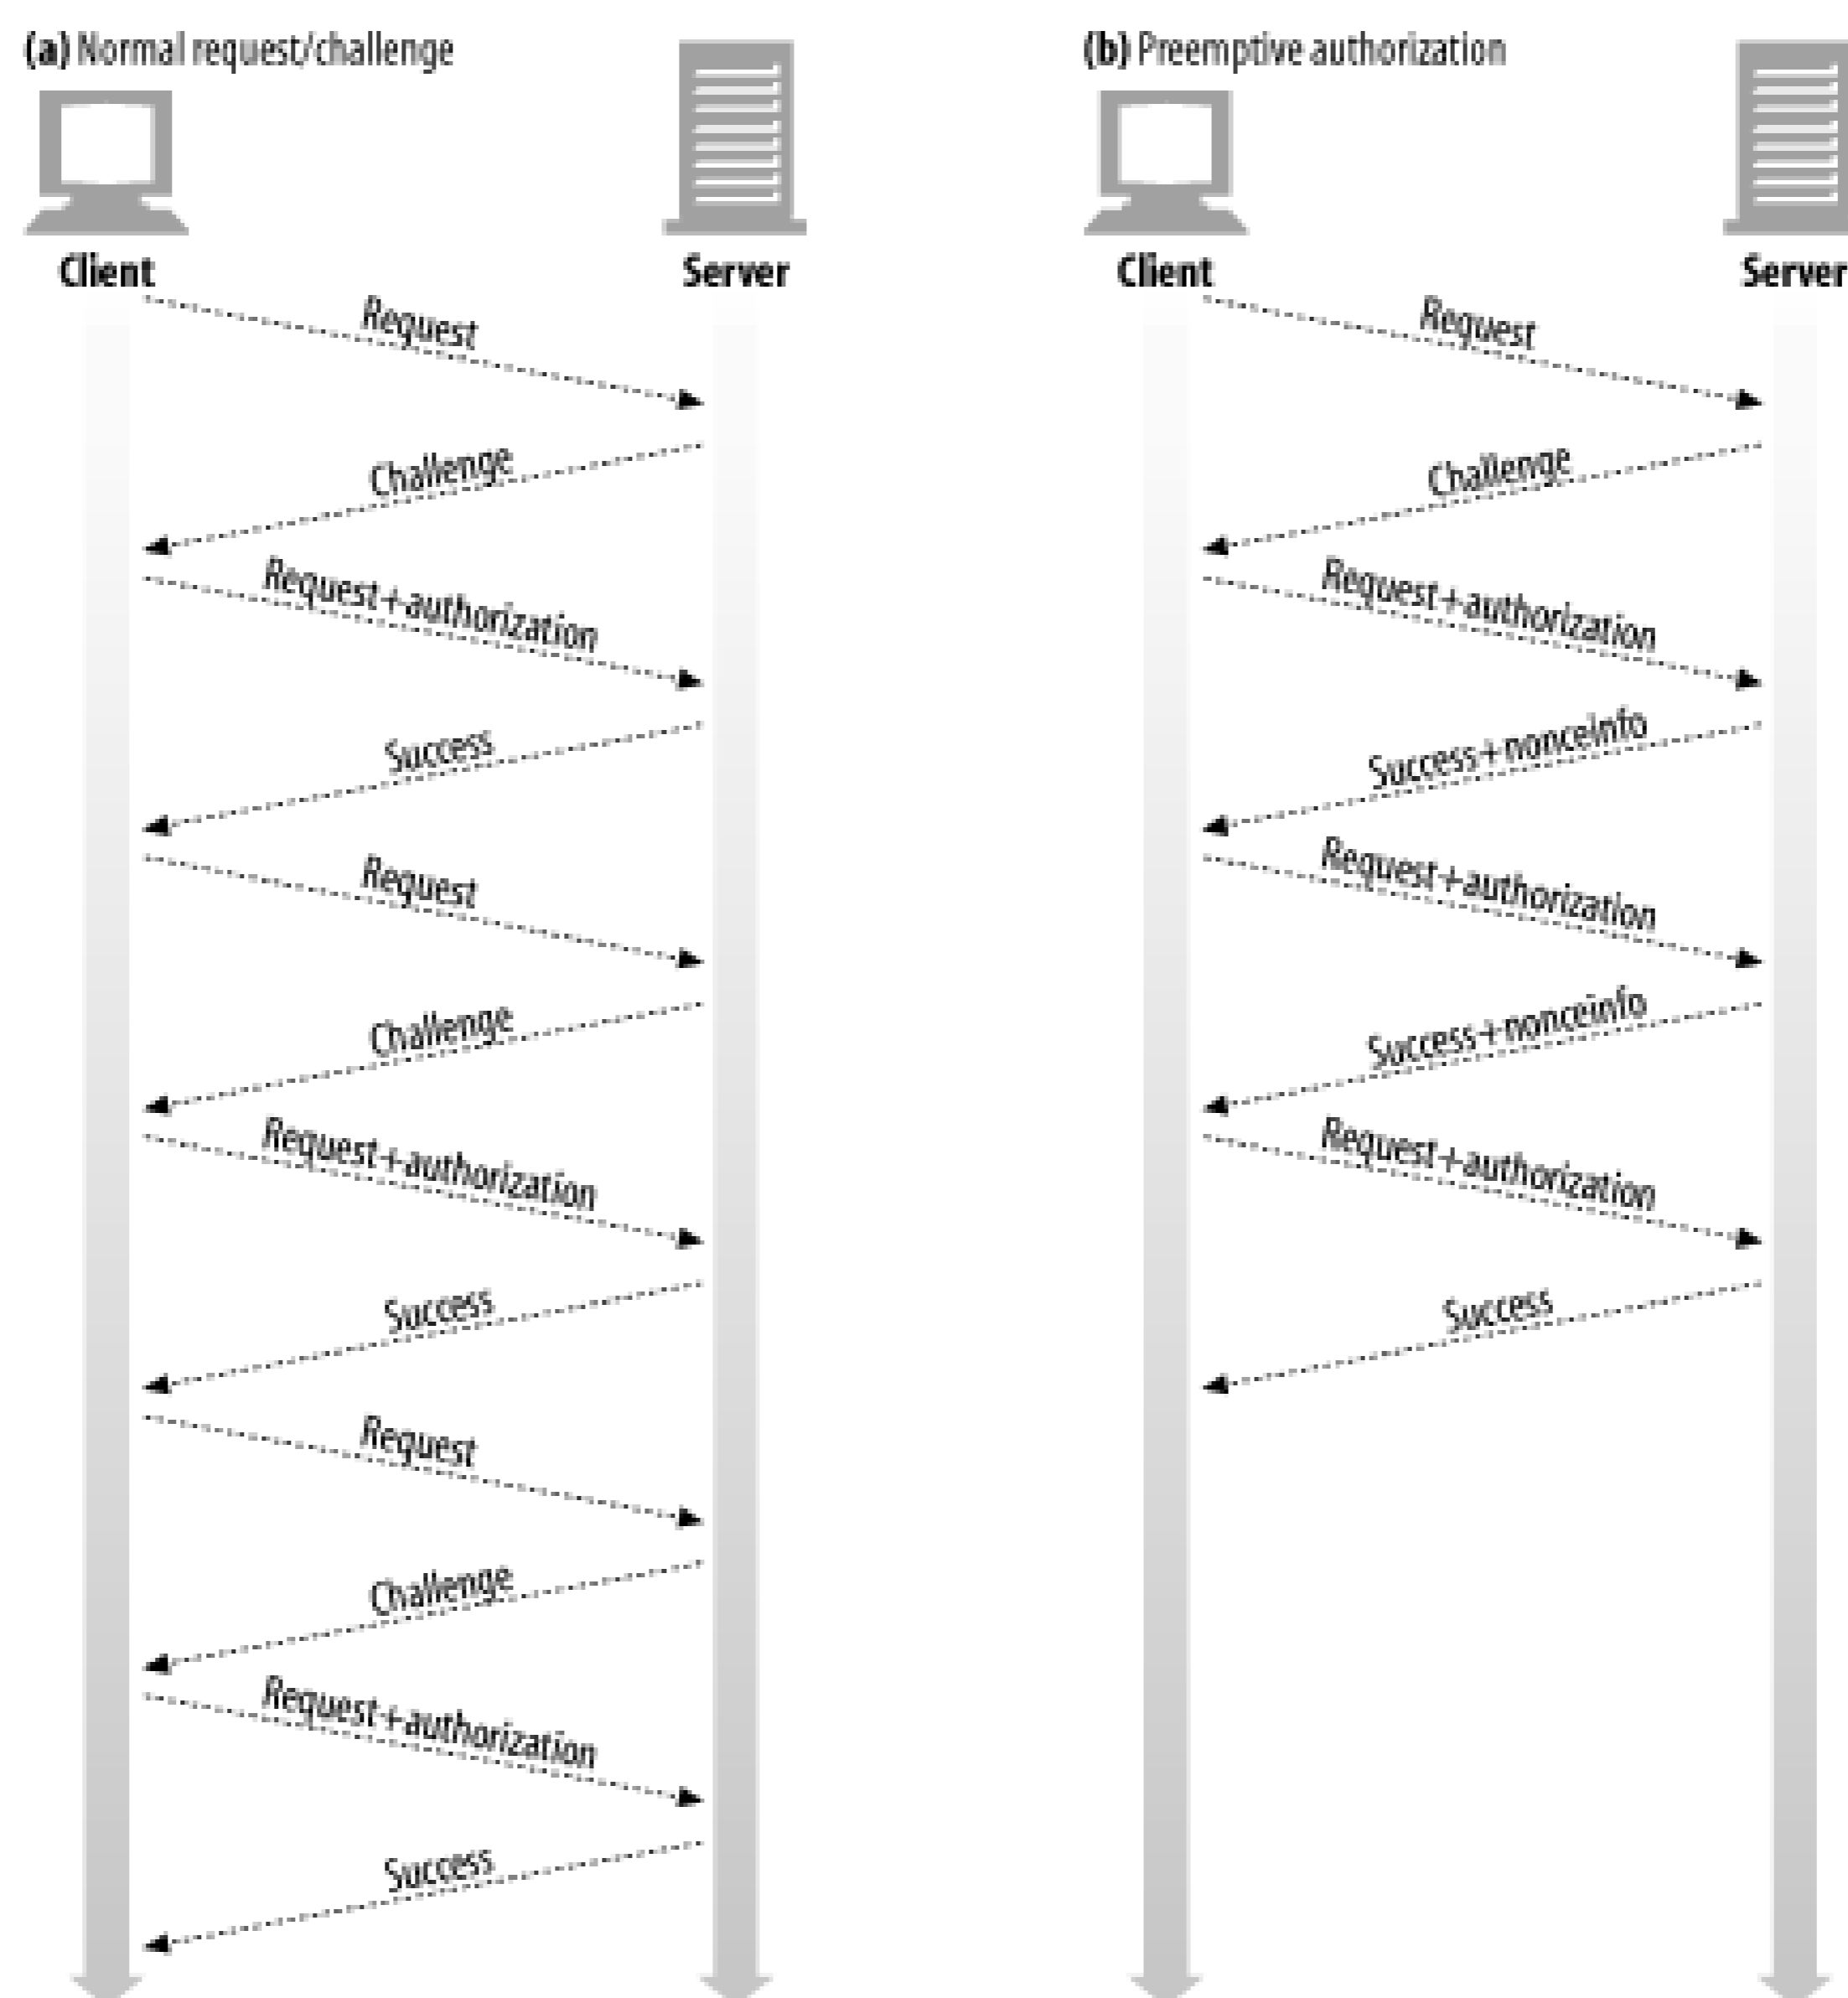 (a) Normal request/challenge
Client
Server
Request
Challenge
Request+authorization
Success
Request
Challenge
Request+authorization
Success
Request
Challenge
Request+authorization
Success
(b) Preemptive authorization
Client
Server
Request
Challenge
Request+authorization
Success+nonceinfo
Request+authorization
Success+nonceinfo
Request+authorization
Success